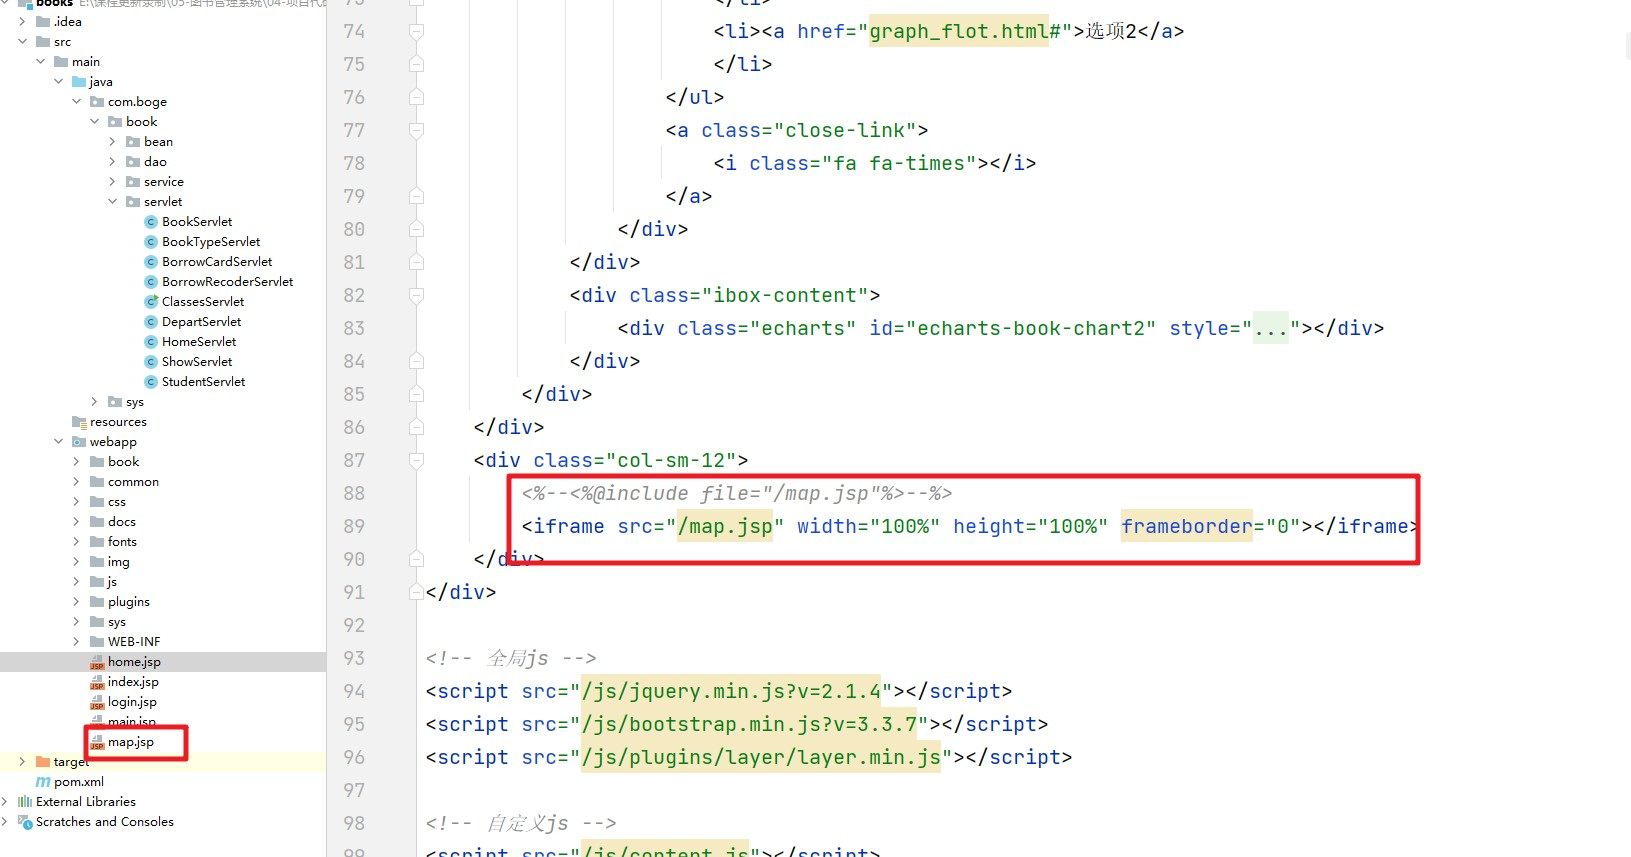 books E:\课程更新录制\05-图书管理系统\04-项目代码
.idea
src
main
java
com.boge
book
bean
dao
service
servlet
BookServlet
BookTypeServlet
BorrowCardServlet
BorrowRecoderServlet
ClassesServlet
DepartServlet
HomeServlet
ShowServlet
StudentServlet
sys
resources
webapp
book
common
css
docs
fonts
img
js
plugins
sys
WEB-INF
home.jsp
index.jsp
login.jsp
main.jsp
map.jsp
target
pom.xml
External Libraries
Scratches and Consoles
73 </li>
74 <li><a href="graph_flot.html#">选项2</a>
75 </li>
76 </ul>
77 <a class="close-link">
78 <i class="fa fa-times"></i>
79 </a>
80 </div>
81 </div>
82 <div class="ibox-content">
83 <div class="echarts" id="echarts-book-chart2" style="..."></div>
84 </div>
85 </div>
86 </div>
87 <div class="col-sm-12">
88 <%--<%@include file="/map.jsp"%>--%>
89 <iframe src="/map.jsp" width="100%" height="100%" frameborder="0"></iframe>
90 </div>
91 </div>
92
93 <!-- 全局js -->
94 <script src="/js/jquery.min.js?v=2.1.4"></script>
95 <script src="/js/bootstrap.min.js?v=3.3.7"></script>
96 <script src="/js/plugins/layer/layer.min.js"></script>
97
98 <!-- 自定义js -->
99 <script src="/js/content.js"></script>